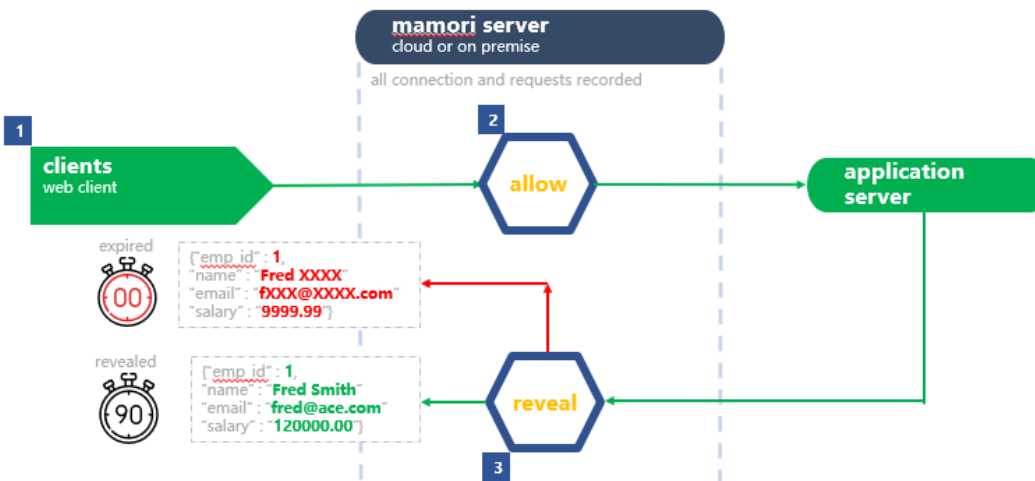 mamori server
cloud or on premise
all connection and requests recorded
1
2
clients
web client
allow
application
server
expired
00
{"emp_id" : 1,
"name" : "Fred XXXX"
"email" : "fXXX@XXXX.com"
"salary" : "9999.99"}
revealed
90
{"emp_id" : 1,
"name" : "Fred Smith"
"email" : "fred@ace.com"
"salary" : "120000.00"}
reveal
3